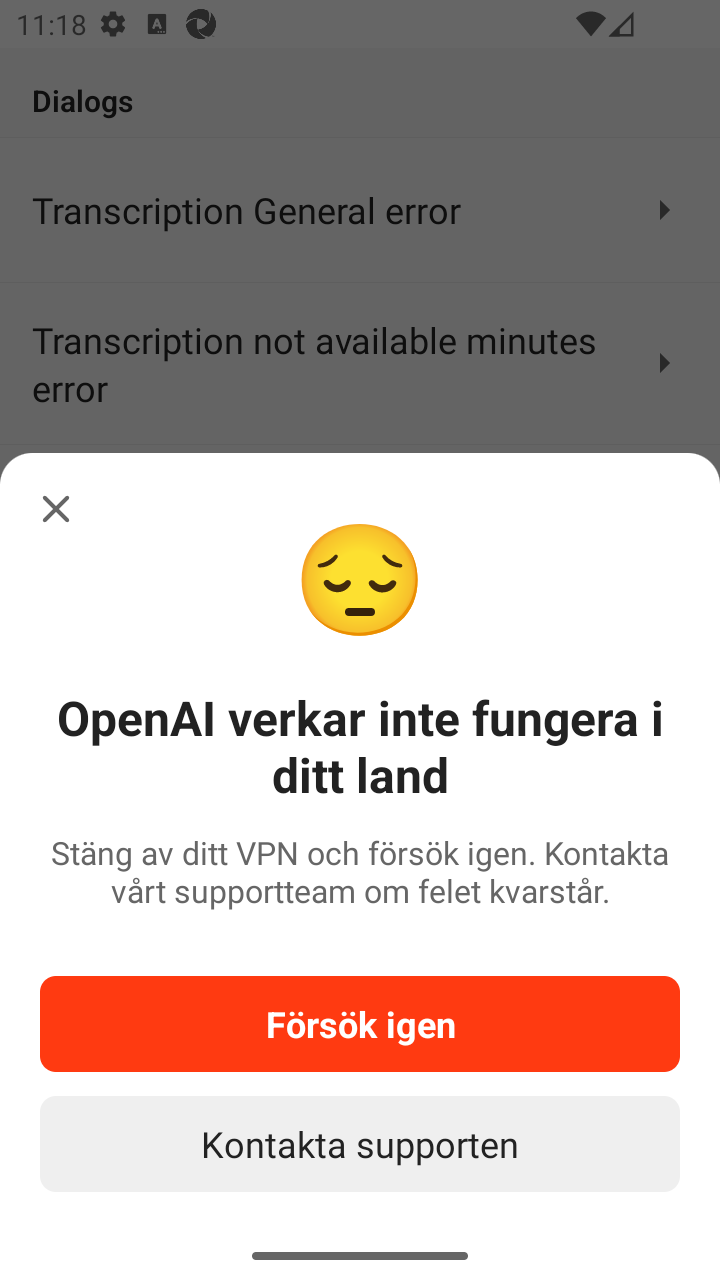 11:18
Dialogs
Transcription General error
Transcription not available minutes
error
OpenAI verkar inte fungera i
ditt land
Stäng av ditt VPN och försök igen. Kontakta
vårt supportteam om felet kvarstår.
Försök igen
Kontakta supporten